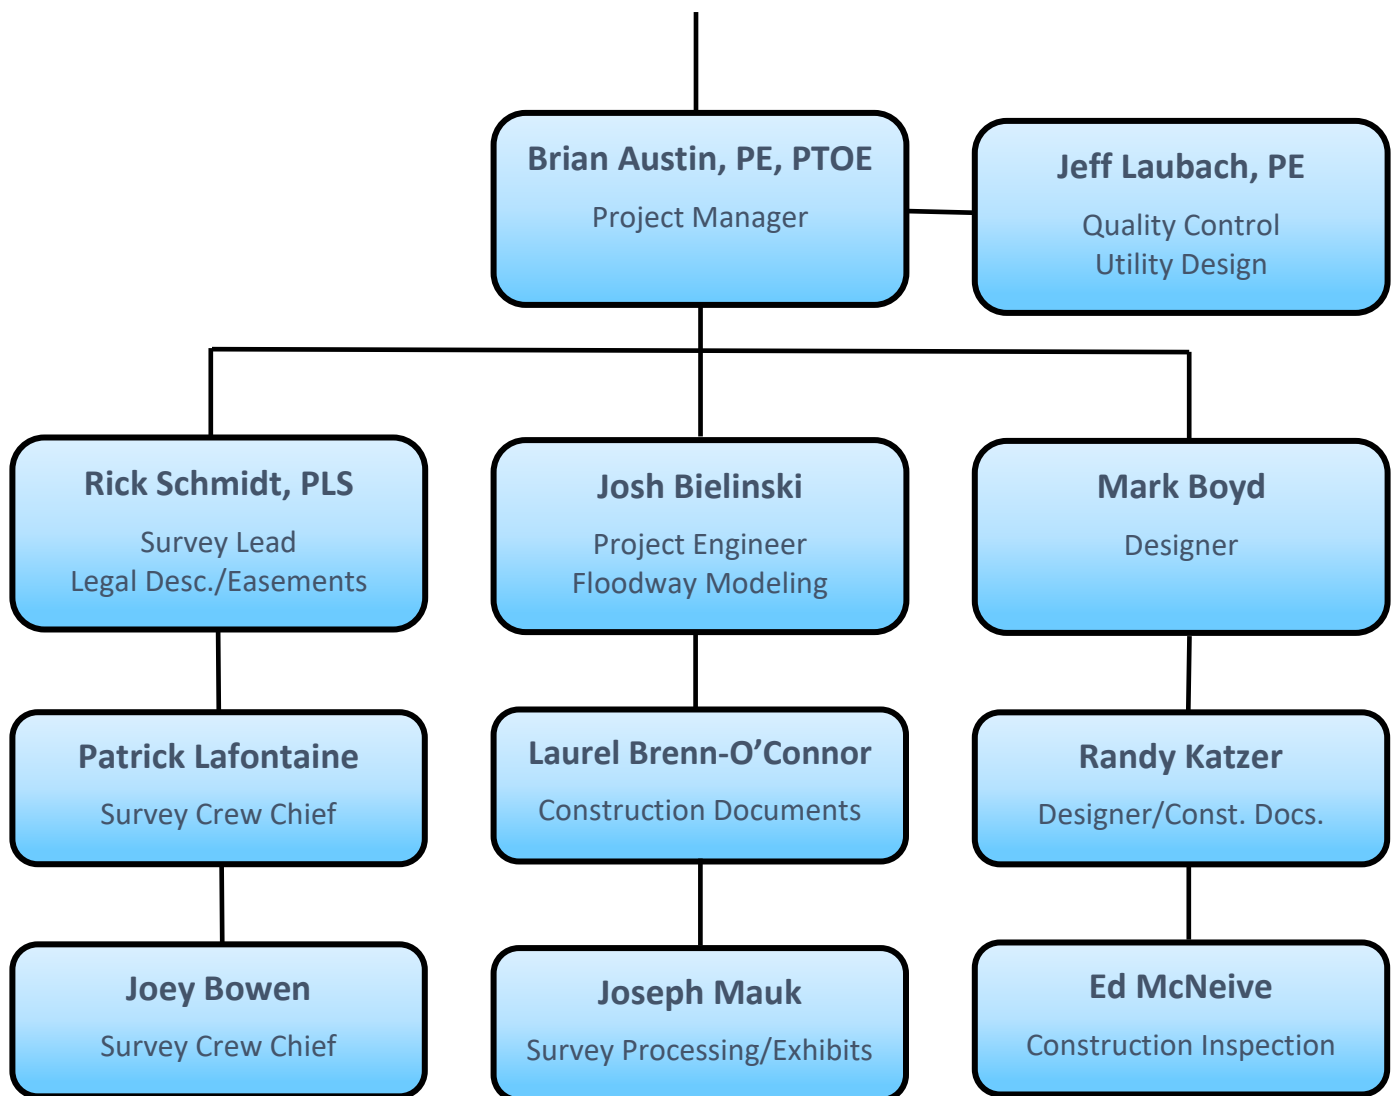 Brian Austin, PE, PTOE
Project Manager
Jeff Laubach, PE
Quality Control
Utility Design
Rick Schmidt, PLS
Survey Lead
Legal Desc./Easements
Josh Bielinski
Project Engineer
Floodway Modeling
Mark Boyd
Designer
Patrick Lafontaine
Survey Crew Chief
Laurel Brenn-O’Connor
Construction Documents
Randy Katzer
Designer/Const. Docs.
Joey Bowen
Survey Crew Chief
Joseph Mauk
Survey Processing/Exhibits
Ed McNeive
Construction Inspection